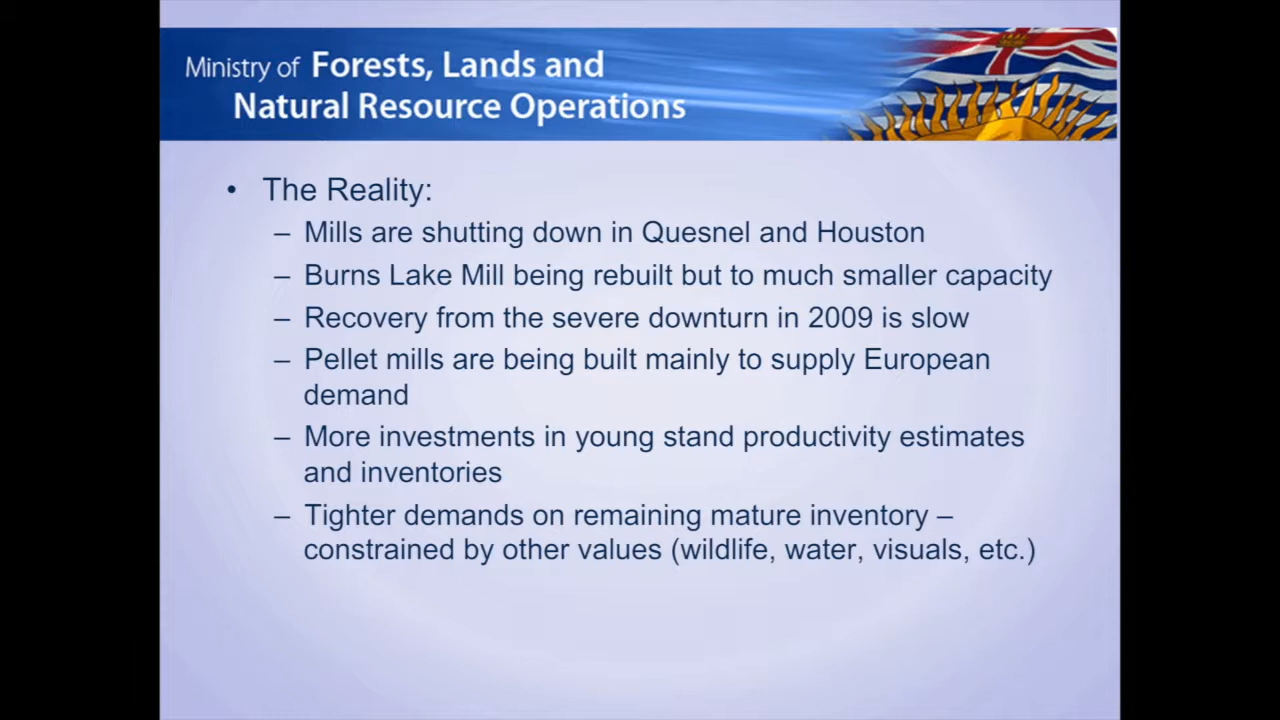 Ministry of Forests, Lands and
Natural Resource Operations
• The Reality:
– Mills are shutting down in Quesnel and Houston
– Burns Lake Mill being rebuilt but to much smaller capacity
– Recovery from the severe downturn in 2009 is slow
– Pellet mills are being built mainly to supply European
demand
– More investments in young stand productivity estimates
and inventories
– Tighter demands on remaining mature inventory –
constrained by other values (wildlife, water, visuals, etc.)